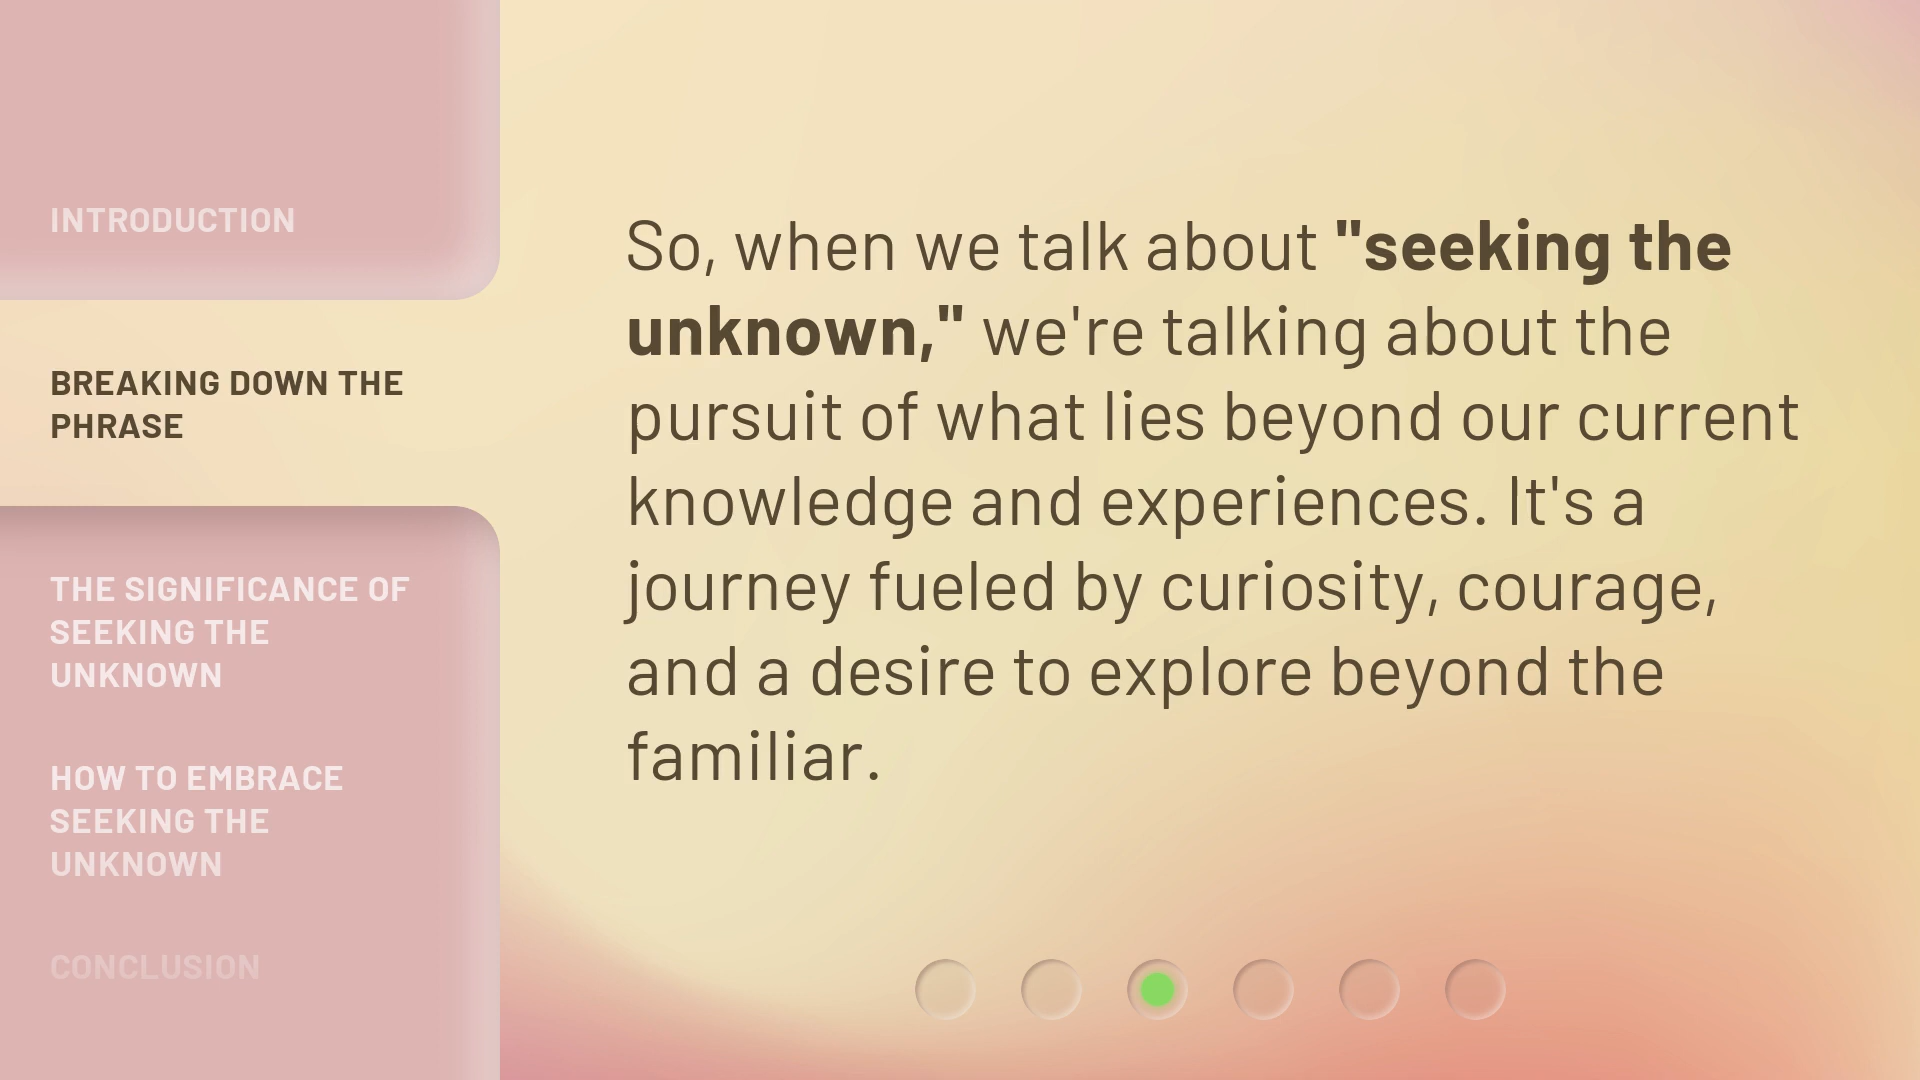 INTRODUCTION
BREAKING DOWN THE
PHRASE
THE SIGNIFICANCE OF
SEEKING THE
UNKNOWN
HOW TO EMBRACE
SEEKING THE
UNKNOWN
CONCLUSION
So, when we talk about "seeking the
unknown," we're talking about the
pursuit of what lies beyond our current
knowledge and experiences. It's a
journey fueled by curiosity, courage,
and a desire to explore beyond the
familiar.